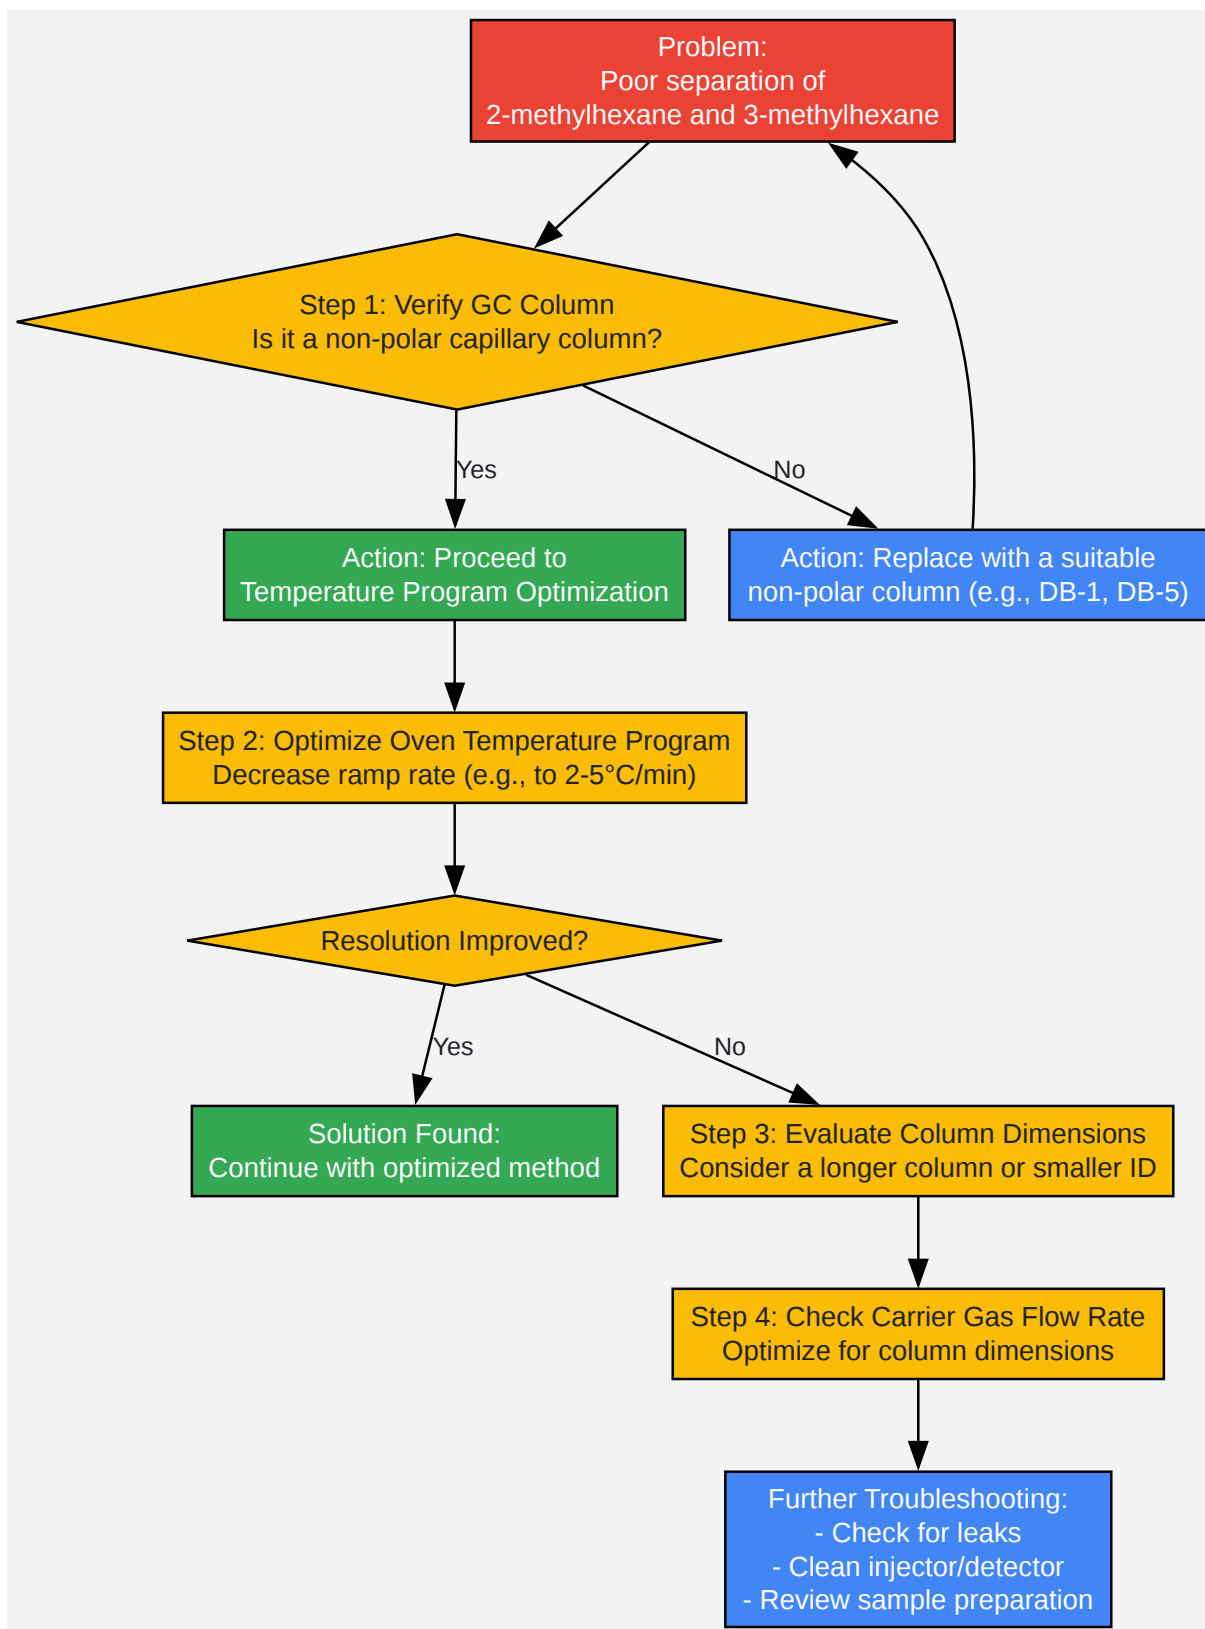 Problem:
Poor separation of
2-methylhexane and 3-methylhexane
Step 1: Verify GC Column
Is it a non-polar capillary column?
Yes
No
Action: Proceed to
Temperature Program Optimization
Action: Replace with a suitable
non-polar column (e.g., DB-1, DB-5)
Step 2: Optimize Oven Temperature Program
Decrease ramp rate (e.g., to 2-5°C/min)
Resolution Improved?
Yes
No
Solution Found:
Continue with optimized method
Step 3: Evaluate Column Dimensions
Consider a longer column or smaller ID
Step 4: Check Carrier Gas Flow Rate
Optimize for column dimensions
Further Troubleshooting:
- Check for leaks
- Clean injector/detector
- Review sample preparation